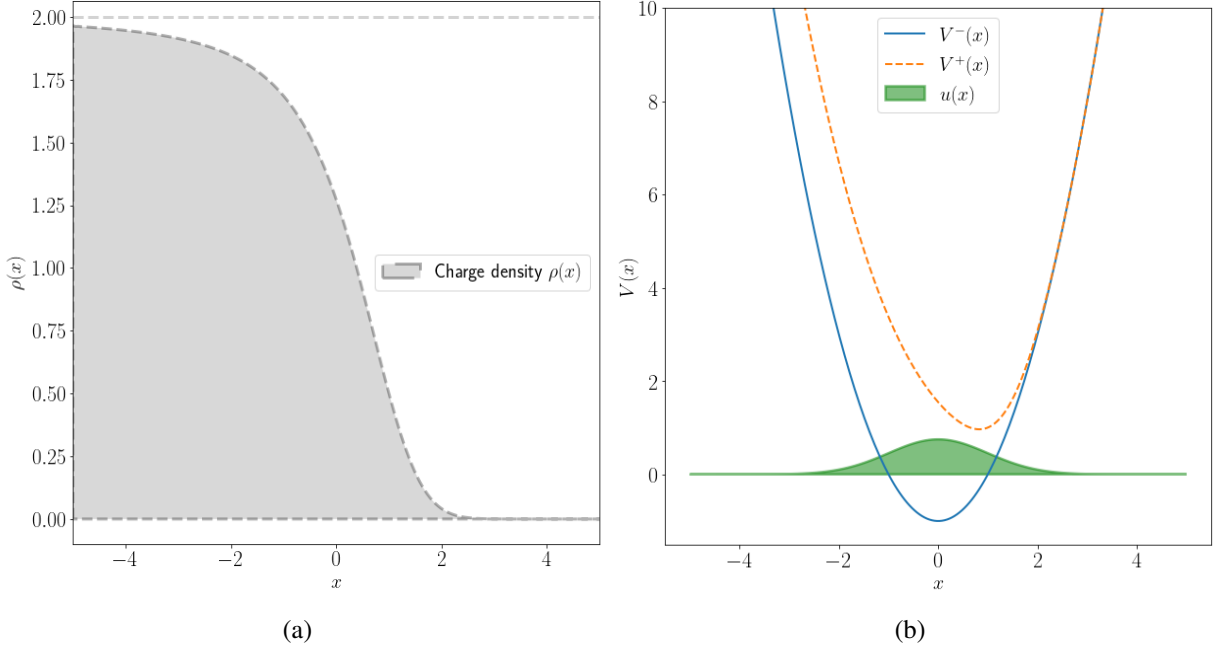 2.00
1.75
1.50
1.25
1.00
0.75
0.50
0.25
0.00
ρ(x)
Charge density ρ(x)
−4 −2 0 2 4
x
(a)
10
8
6
4
2
0
V(x)
V⁻(x)
V⁺(x)
u(x)
−4 −2 0 2 4
x
(b)